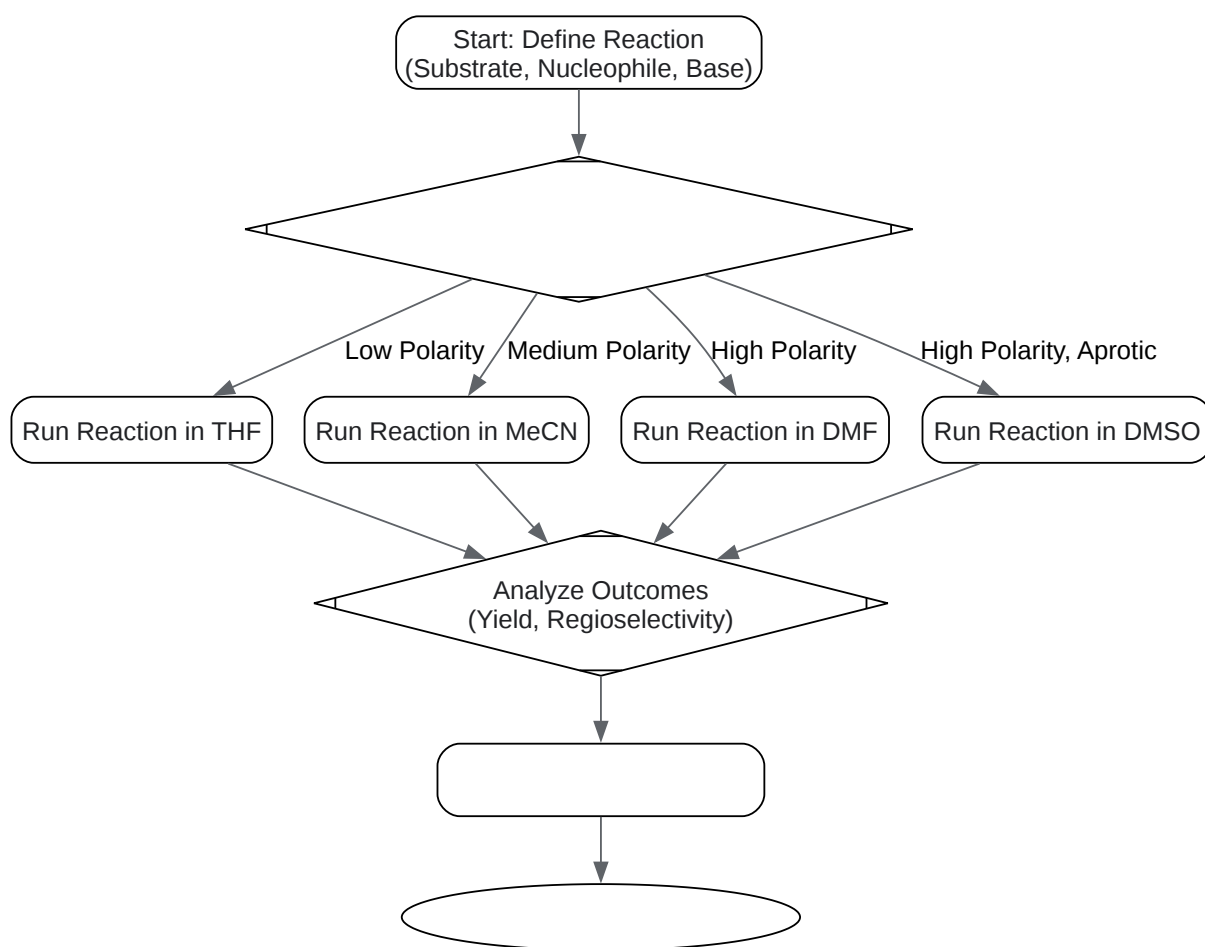 Start: Define Reaction
(Substrate, Nucleophile, Base)
Low Polarity
Medium Polarity
High Polarity
High Polarity, Aprotic
Run Reaction in THF
Run Reaction in MeCN
Run Reaction in DMF
Run Reaction in DMSO
Analyze Outcomes
(Yield, Regioselectivity)